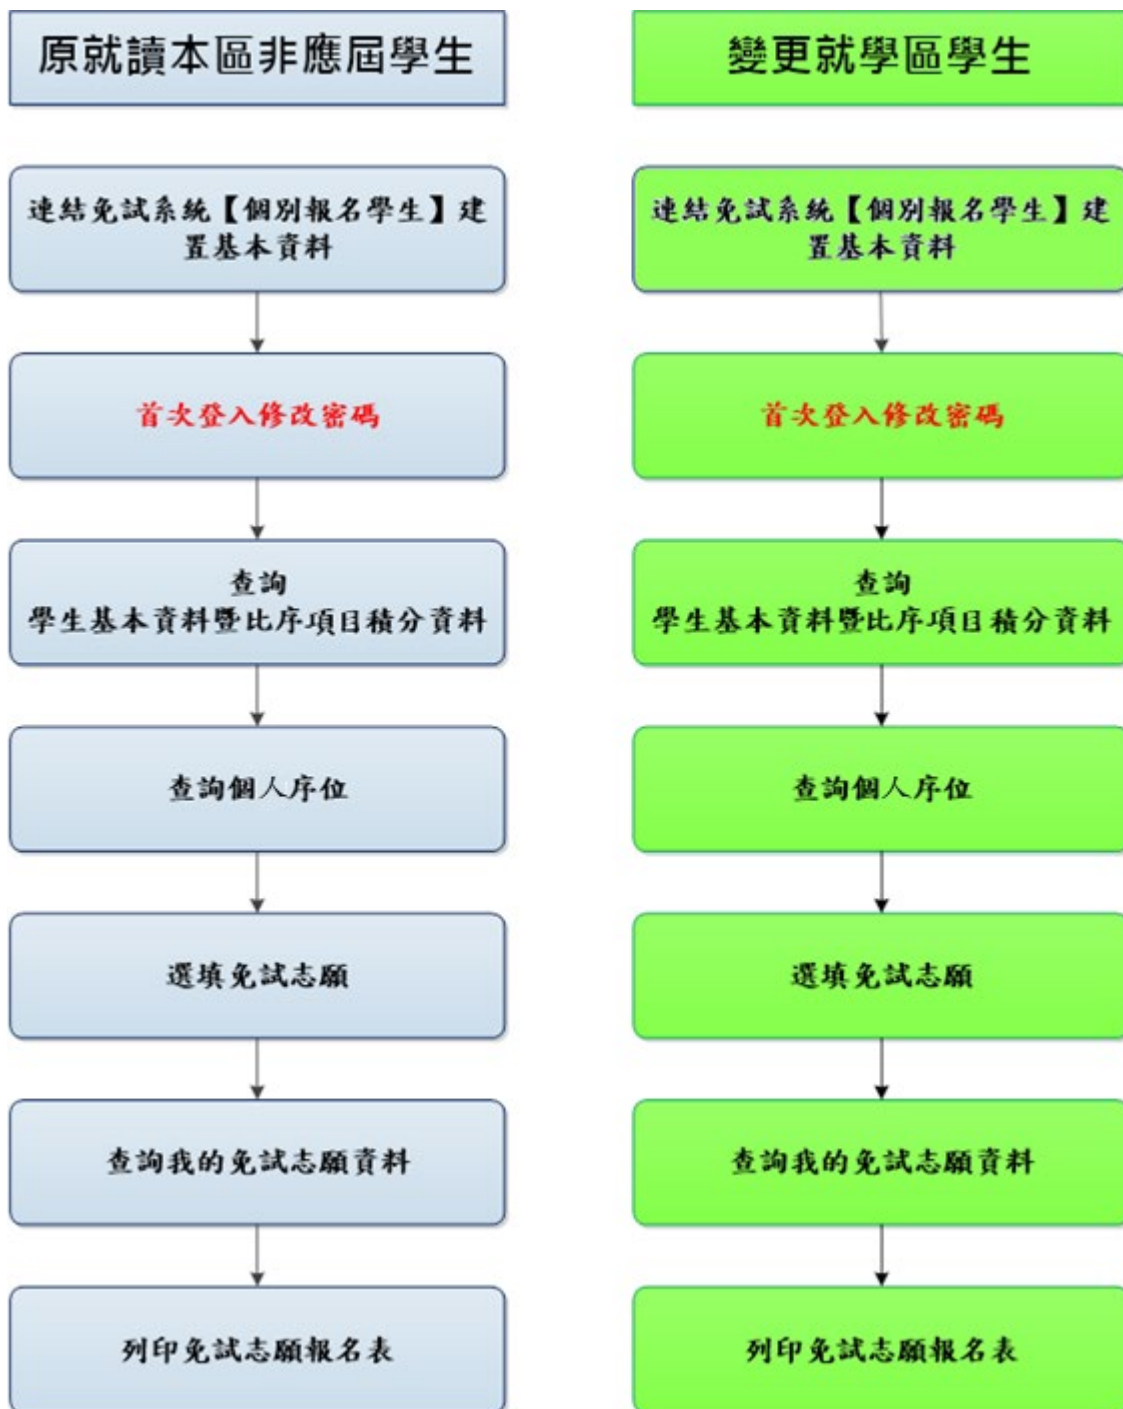 原就讀本區非應屆學生
連結免試系統【個別報名學生】建
置基本資料
首次登入修改密碼
查詢
學生基本資料暨比序項目積分資料
查詢個人序位
選填免試志願
查詢我的免試志願資料
列印免試志願報名表
變更就學區學生
連結免試系統【個別報名學生】建
置基本資料
首次登入修改密碼
查詢
學生基本資料暨比序項目積分資料
查詢個人序位
選填免試志願
查詢我的免試志願資料
列印免試志願報名表